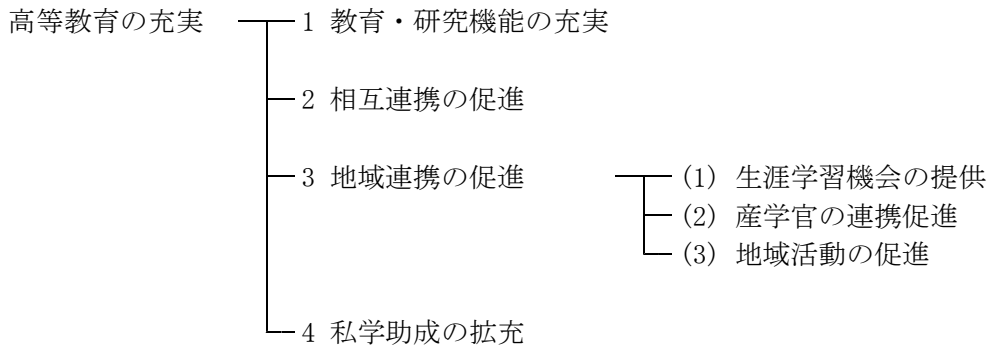 高等教育の充実
1 教育・研究機能の充実
2 相互連携の促進
3 地域連携の促進
(1) 生涯学習機会の提供
(2) 産学官の連携促進
(3) 地域活動の促進
4 私学助成の拡充